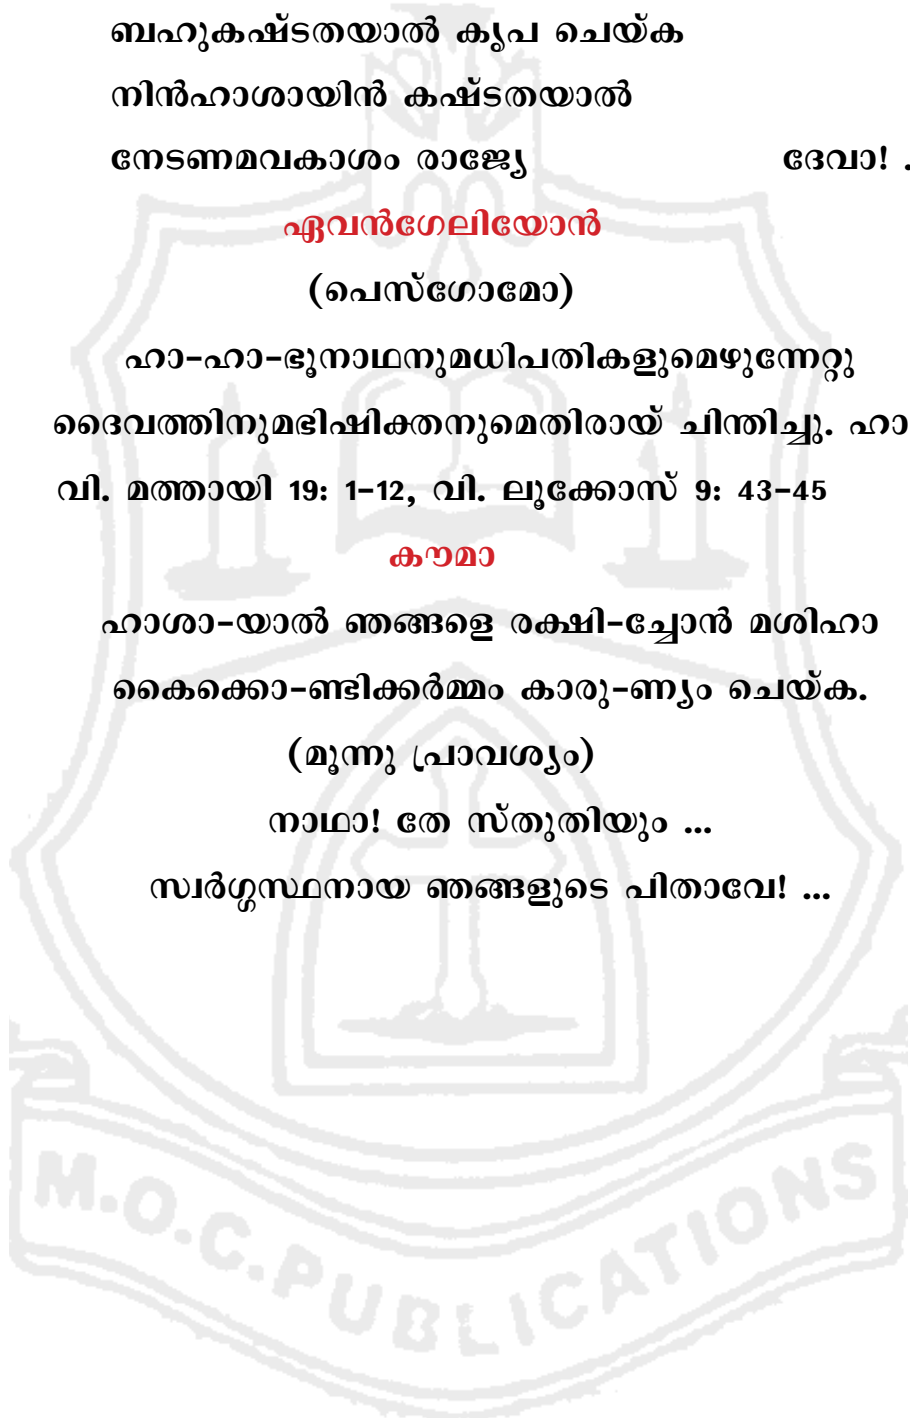 ബഹുകഷ്ടതയാൽ കൃപ ചെയ്ക
നിൻഹാശായിൻ കഷ്ടതയാൽ
നേടണമവകാശം രാജ്യേ ദേവാ! .
ഏവൻഗേലിയോൻ
(പെസ്ഗോമോ)
ഹാ-ഹാ-ഭൂനാഥനുമധിപതികളുമെഴുന്നേറ്റു
ദൈവത്തിനുമഭിഷിക്തനുമെതിരായ് ചിന്തിച്ചു. ഹാ
വി. മത്തായി 19: 1-12, വി. ലൂക്കോസ് 9: 43-45
കൗമാ
ഹാശാ-യാൽ ഞങ്ങളെ രക്ഷി-ച്ചോൻ മശിഹാ
കൈക്കൊ-ണ്ടിക്കർമ്മം കാരു-ണ്യം ചെയ്ക.
(മൂന്നു പ്രാവശ്യം)
നാഥാ! തേ സ്തുതിയും ...
സ്വർഗ്ഗസ്ഥനായ ഞങ്ങളുടെ പിതാവേ! ...
M.O.C.PUBLICATIONS